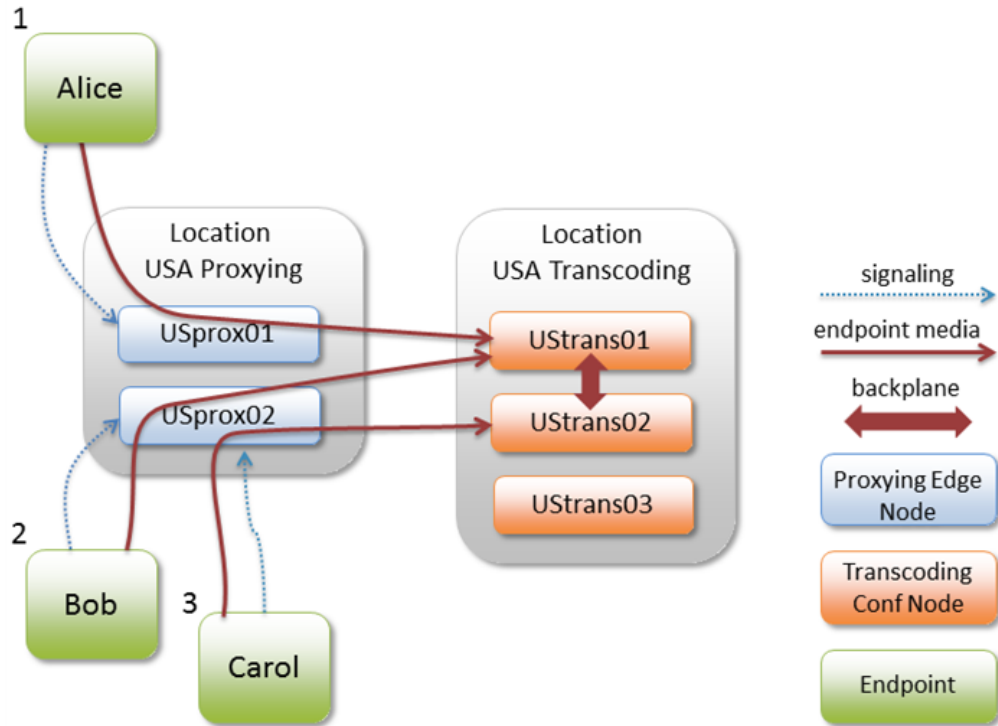 1
Alice
Location
USA Proxying
USprox01
USprox02
Location
USA Transcoding
UStrans01
UStrans02
UStrans03
2
Bob
3
Carol
signaling
endpoint media
backplane
Proxying Edge
Node
Transcoding
Conf Node
Endpoint